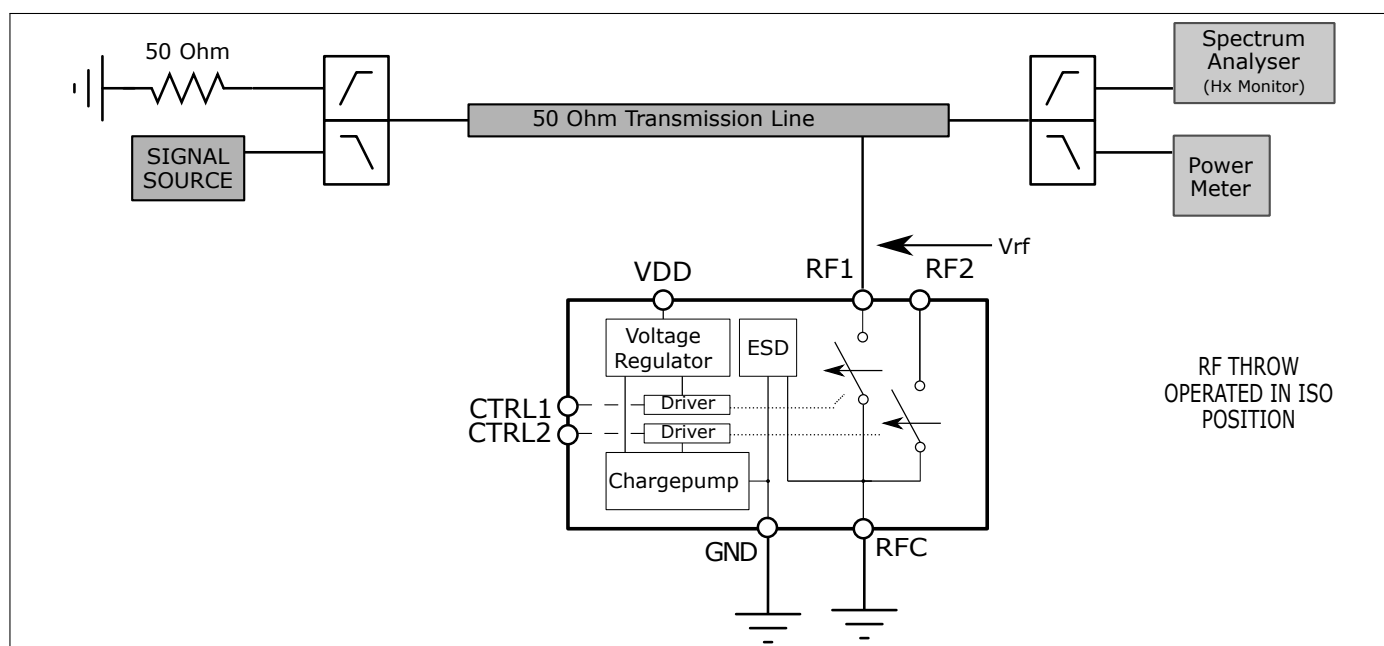 50 Ohm
SIGNAL
SOURCE
50 Ohm Transmission Line
Spectrum
Analyser
(Hx Monitor)
Power
Meter
Vrf
VDD
RF1
RF2
Voltage
Regulator
ESD
CTRL1
Driver
CTRL2
Driver
Chargepump
GND
RFC
RF THROW
OPERATED IN ISO
POSITION